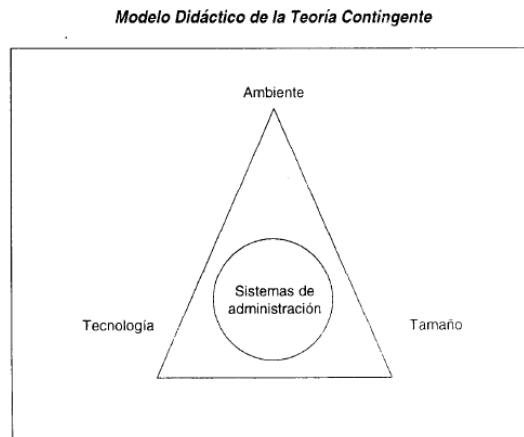 Modelo Didáctico de la Teoría Contingente
Ambiente
Sistemas de
administración
Tecnología
Tamaño